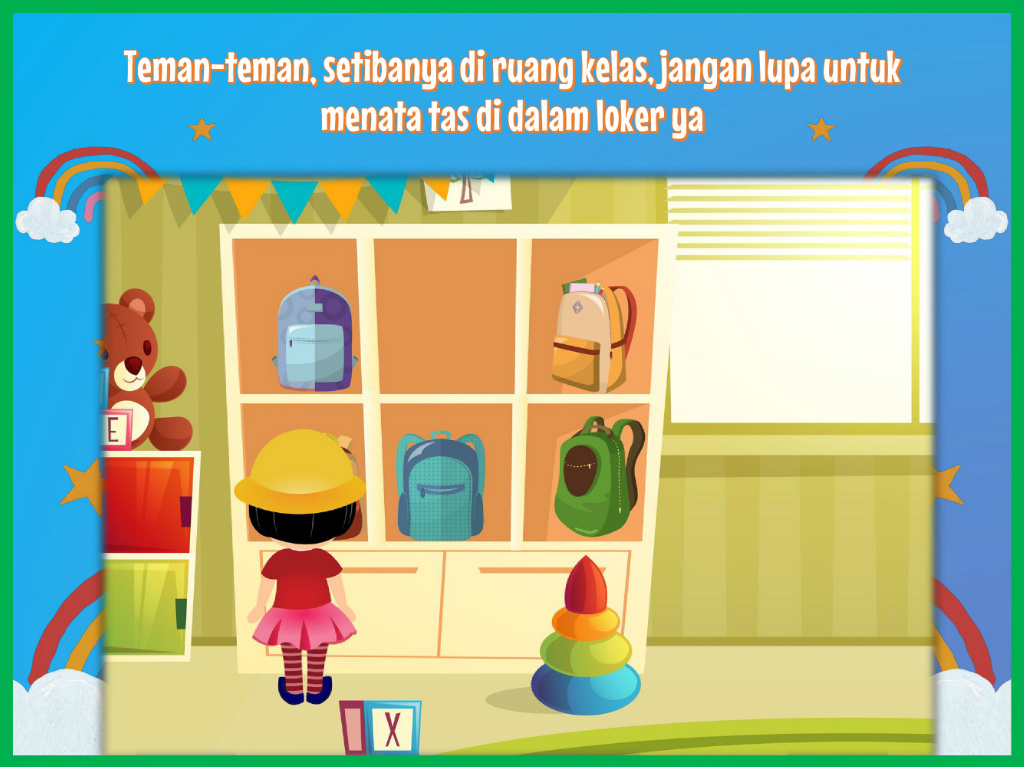 Teman-teman, setibanya di ruang kelas, jangan lupa untuk
menata tas di dalam loker ya
E
X